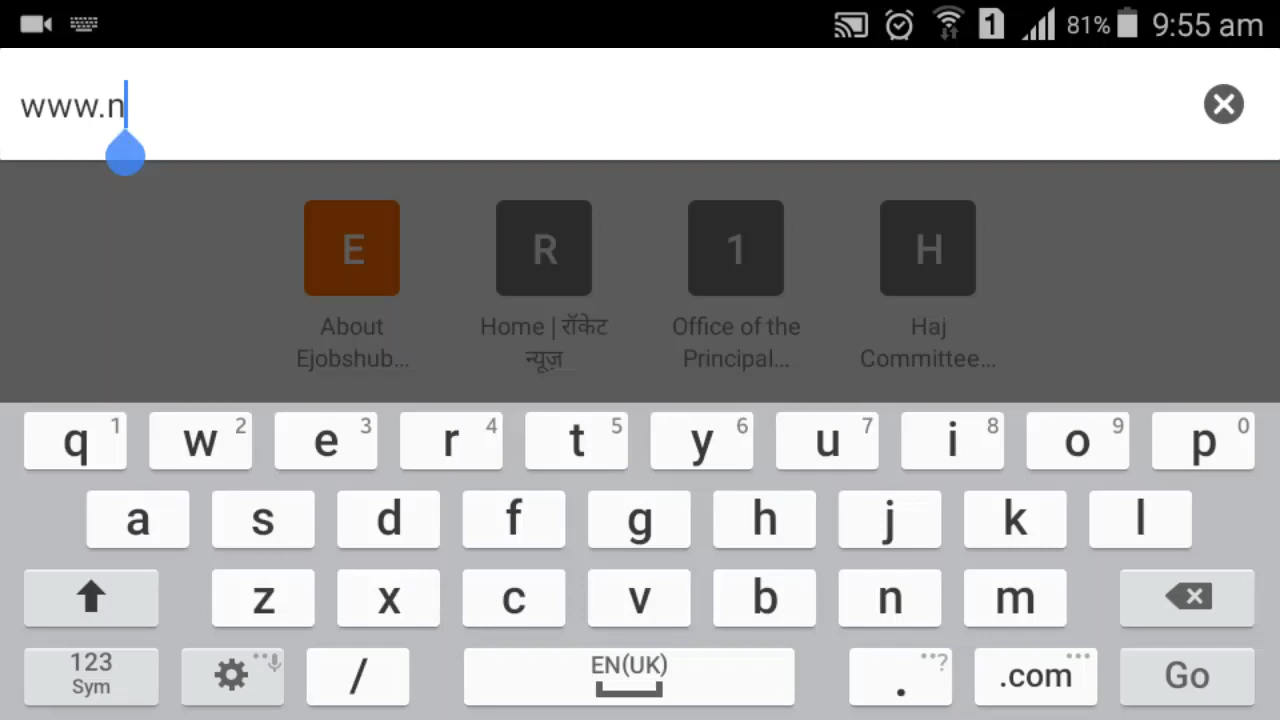 1 81% 9:55 am
www.n
E R 1 H
About Ejobshub...
Home | रॉकेट न्यूज़
Office of the Principal...
Haj Committee...
q 1 w 2 e 3 r 4 t 5 y 6 u 7 i 8 o 9 p 0
a s d f g h j k l
z x c v b n m
123 Sym / EN(UK) . ? .com Go